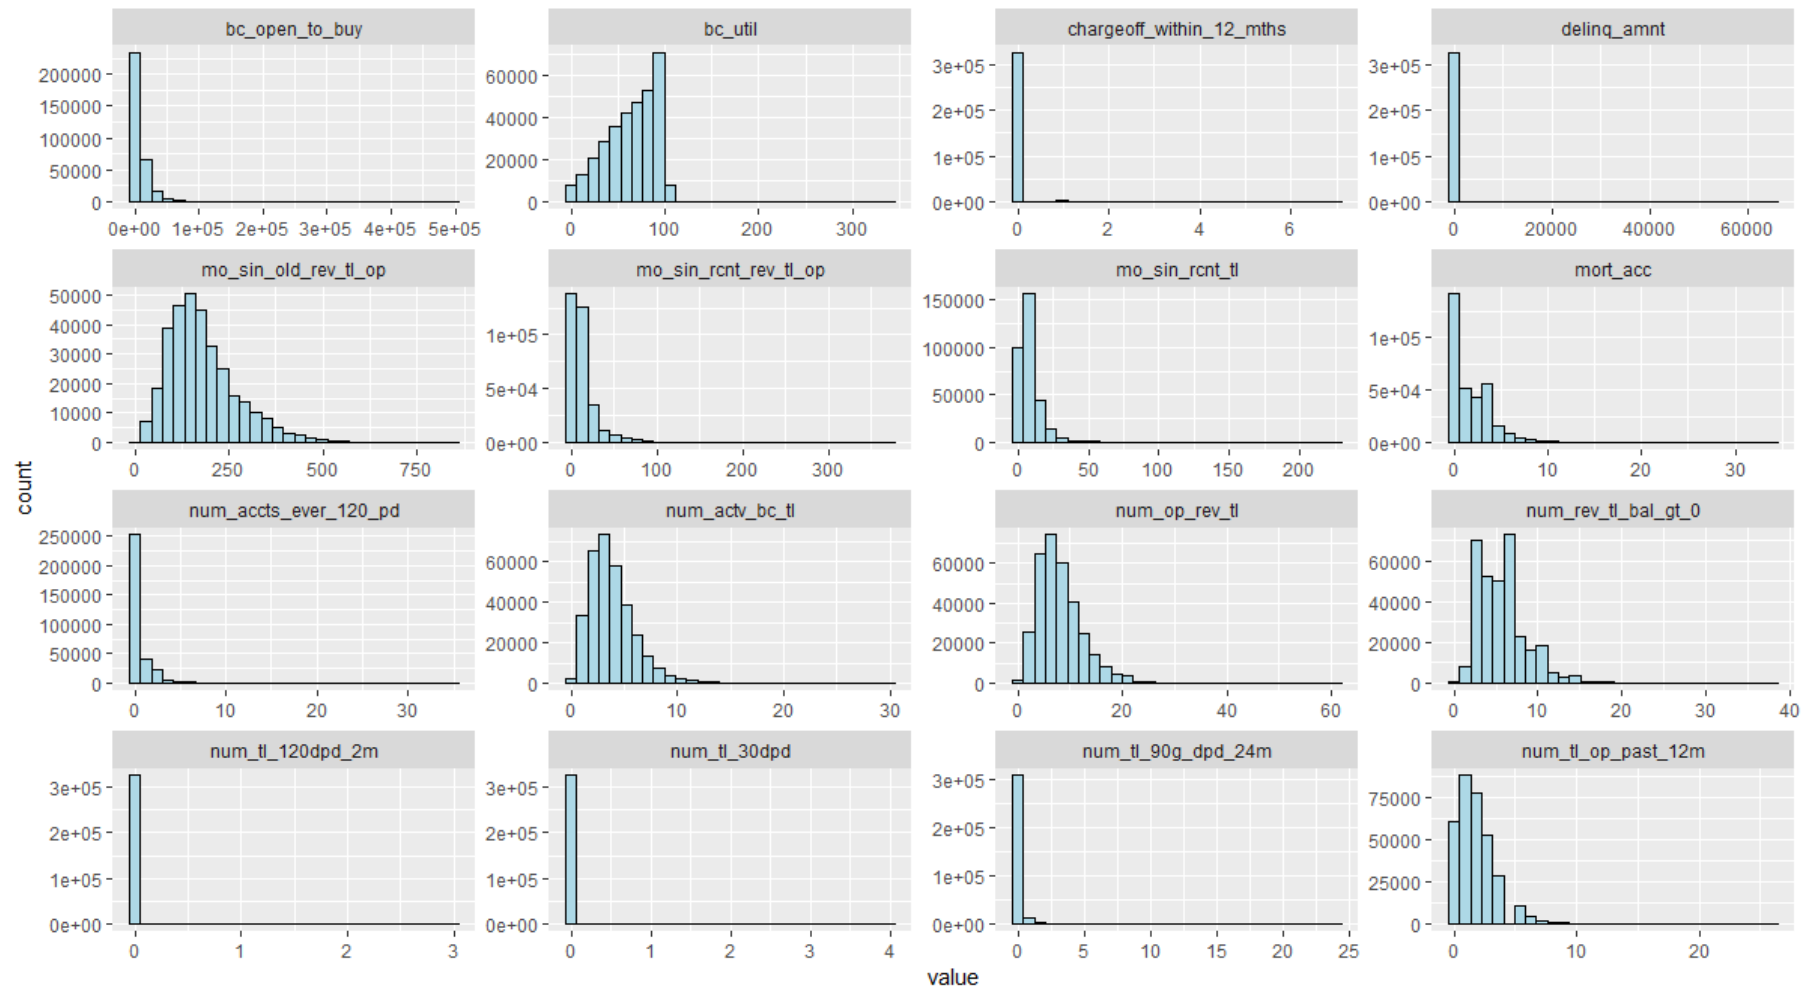 bc_open_to_buy
bc_util
chargeoff_within_12_mths
delinq_amnt
200000
150000
100000
50000
0
0e+00 1e+05 2e+05 3e+05 4e+05 5e+05
60000
40000
20000
0
0 100 200 300
3e+05
2e+05
1e+05
0e+00
0 2 4 6
3e+05
2e+05
1e+05
0e+00
0 20000 40000 60000
mo_sin_old_rev_tl_op
mo_sin_rcnt_rev_tl_op
mo_sin_rcnt_tl
mort_acc
50000
40000
30000
20000
10000
0
0 250 500 750
1e+05
5e+04
0e+00
0 100 200 300
150000
100000
50000
0
0 50 100 150 200
1e+05
5e+04
0e+00
0 10 20 30
count
num_accts_ever_120_pd
num_actv_bc_tl
num_op_rev_tl
num_rev_tl_bal_gt_0
250000
200000
150000
100000
50000
0
0 10 20 30
60000
40000
20000
0
0 10 20 30
60000
40000
20000
0
0 20 40 60
60000
40000
20000
0
0 10 20 30 40
num_tl_120dpd_2m
num_tl_30dpd
num_tl_90g_dpd_24m
num_tl_op_past_12m
3e+05
2e+05
1e+05
0e+00
0 1 2 3
3e+05
2e+05
1e+05
0e+00
0 1 2 3 4
3e+05
2e+05
1e+05
0e+00
0 5 10 15 20 25
75000
50000
25000
0
0 10 20
value